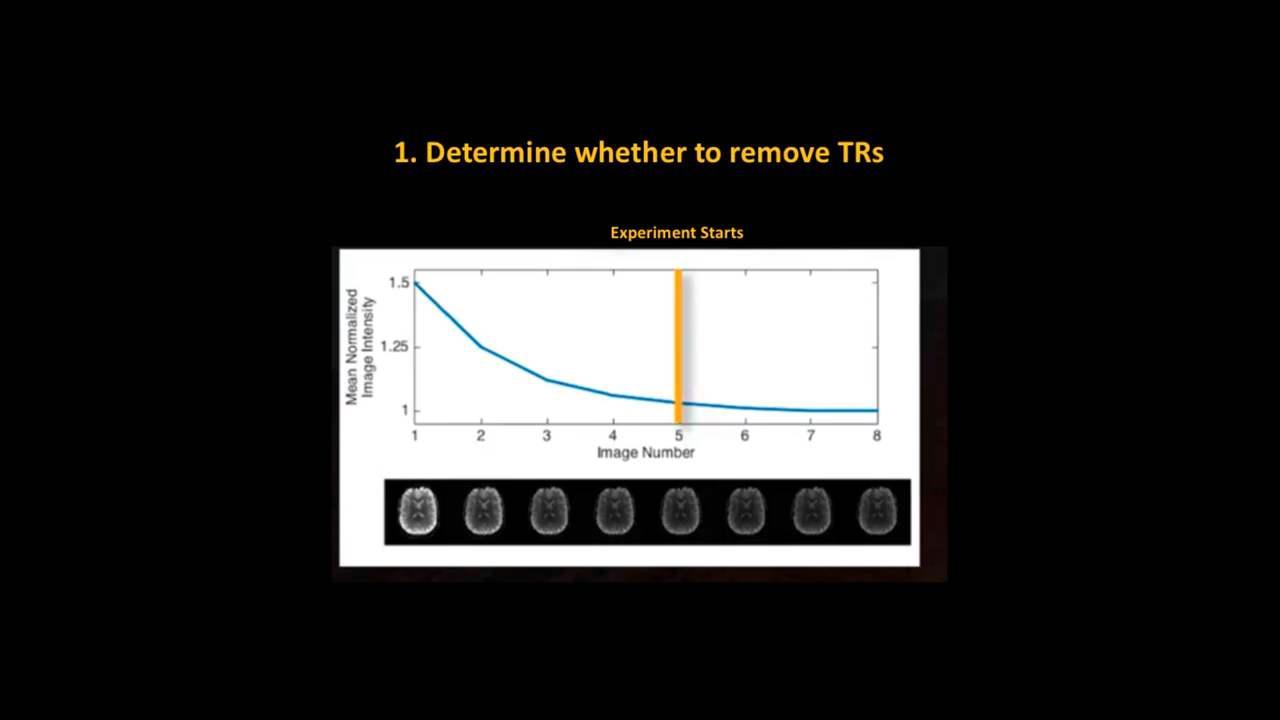 1. Determine whether to remove TRs
Experiment Starts
Mean Normalized
Image Intensity
1.5
1.25
1
1 2 3 4 5 6 7 8
Image Number